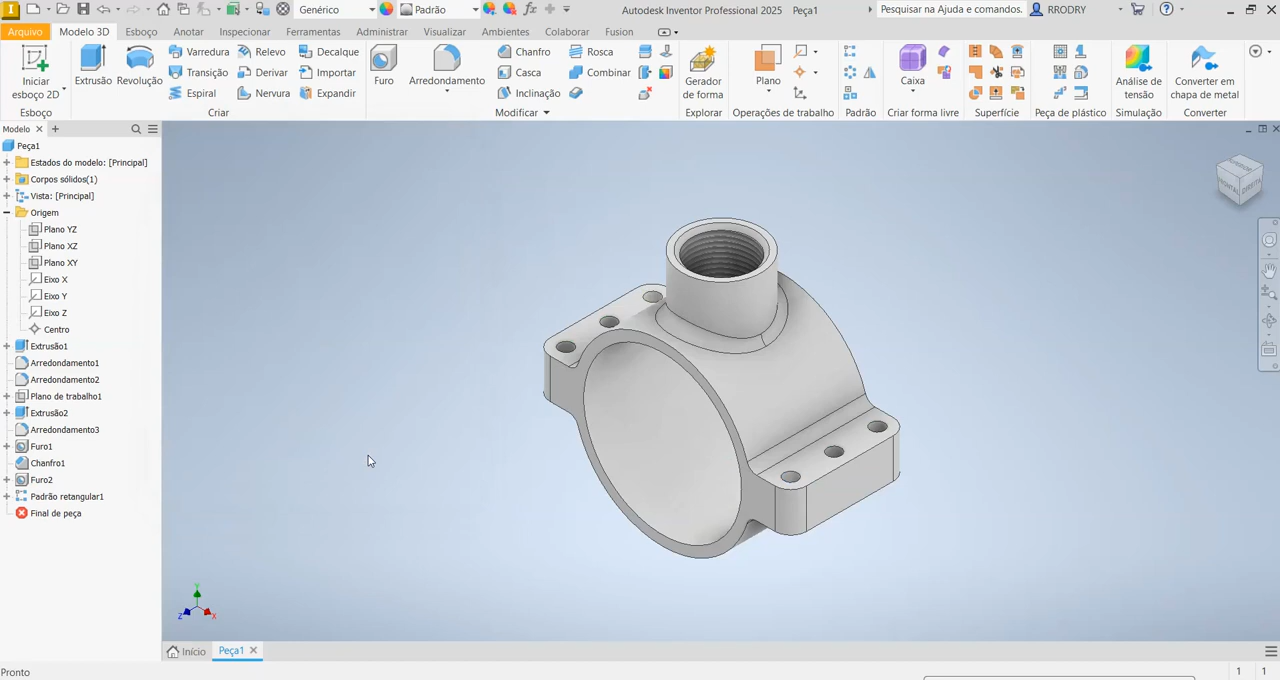 Genérico
Padrão
Autodesk Inventor Professional 2025 Peça1
Pesquisar na Ajuda e comandos.
RRODRY
Arquivo
Modelo 3D
Esboço
Anotar
Inspecionar
Ferramentas
Administrar
Visualizar
Ambientes
Colaborar
Fusion
Iniciar
esboço 2D
Esboço
Extrusão
Revolução
Varredura
Transição
Espiral
Relevo
Derivar
Nervura
Decalque
Importar
Expandir
Criar
Furo
Arredondamento
Chanfro
Casca
Inclinação
Rosca
Combinar
Modificar
Gerador
de forma
Explorar
Plano
Operações de trabalho
Padrão
Caixa
Criar forma livre
Superfície
Peça de plástico
Análise de
tensão
Simulação
Converter em
chapa de metal
Converter
Modelo
Peça1
Estados do modelo: [Principal]
Corpos sólidos(1)
Vista: [Principal]
Origem
Plano YZ
Plano XZ
Plano XY
Eixo X
Eixo Y
Eixo Z
Centro
Extrusão1
Arredondamento1
Arredondamento2
Plano de trabalho1
Extrusão2
Arredondamento3
Furo1
Chanfro1
Furo2
Padrão retangular1
Final de peça
SUPERIOR
FRONTAL
DIREITA
Y
Z
X
Início
Peça1
Pronto
1 1